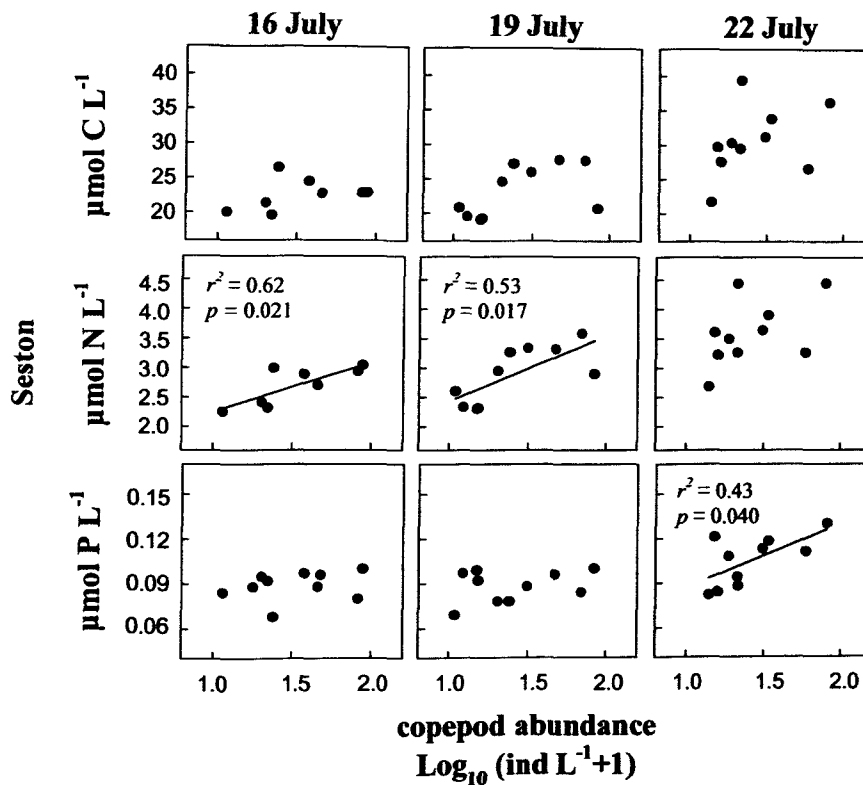 16 July 19 July 22 July
Seston
µmol C L⁻¹
40
35
30
25
20
µmol N L⁻¹
4.5
4.0
3.5
3.0
2.5
2.0
r² = 0.62
p = 0.021
r² = 0.53
p = 0.017
µmol P L⁻¹
0.15
0.12
0.09
0.06
r² = 0.43
p = 0.040
1.0 1.5 2.0 1.0 1.5 2.0 1.0 1.5 2.0
copepod abundance
Log₁₀ (ind L⁻¹+1)